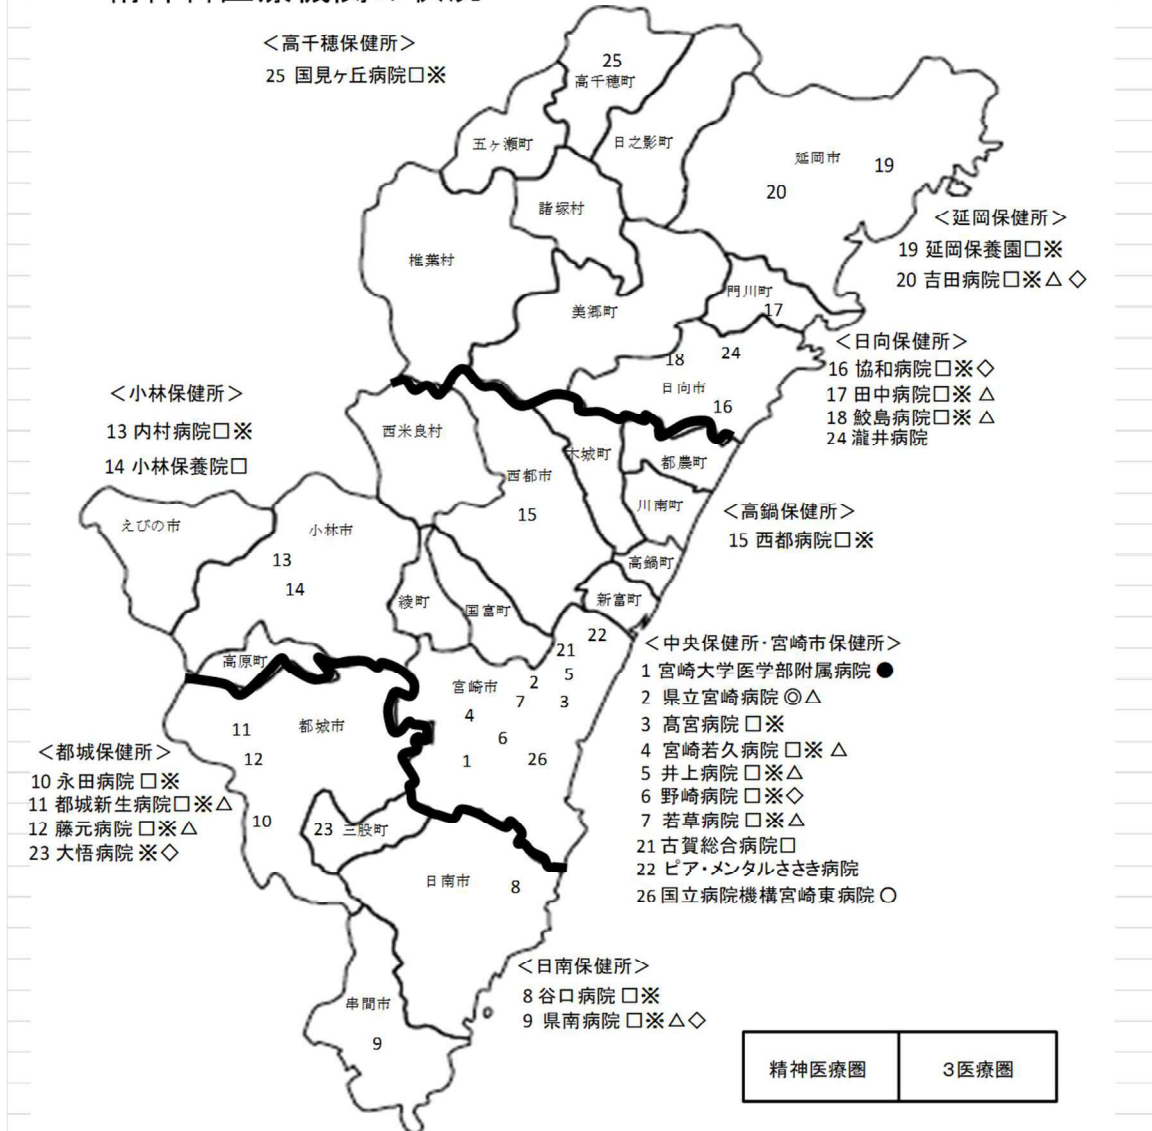 ＜高千穂保健所＞
25 国見ヶ丘病院□※
25
高千穂町
五ヶ瀬町
日之影町
延岡市
19
20
諸塚村
椎葉村
美郷町
門川町
17
＜延岡保健所＞
19 延岡保養園□※
20 吉田病院□※△◇
18
24
日向市
16
＜日向保健所＞
16 協和病院□※◇
17 田中病院□※△
18 鮫島病院□※△
24 瀧井病院
＜小林保健所＞
13 内村病院□※
14 小林保養院□
西米良村
西都市
15
木城町
都農町
川南町
高鍋町
新富町
＜高鍋保健所＞
15 西都病院□※
えびの市
小林市
13
14
綾町
国富町
高原町
22
21
宮崎市
2
5
7
3
4
6
1
26
＜中央保健所･宮崎市保健所＞
1 宮崎大学医学部附属病院●
2 県立宮崎病院◎△
3 髙宮病院□※
4 宮崎若久病院□※△
5 井上病院□※△
6 野崎病院□※◇
7 若草病院□※△
21 古賀総合病院□
22 ピア・メンタルささき病院
26 国立病院機構宮崎東病院○
都城市
11
12
10
＜都城保健所＞
10 永田病院□※
11 都城新生病院□※△
12 藤元病院□※△
23 大悟病院※◇
23 三股町
日南市
8
串間市
9
＜日南保健所＞
8 谷口病院□※
9 県南病院□※△◇
精神医療圏 3医療圏